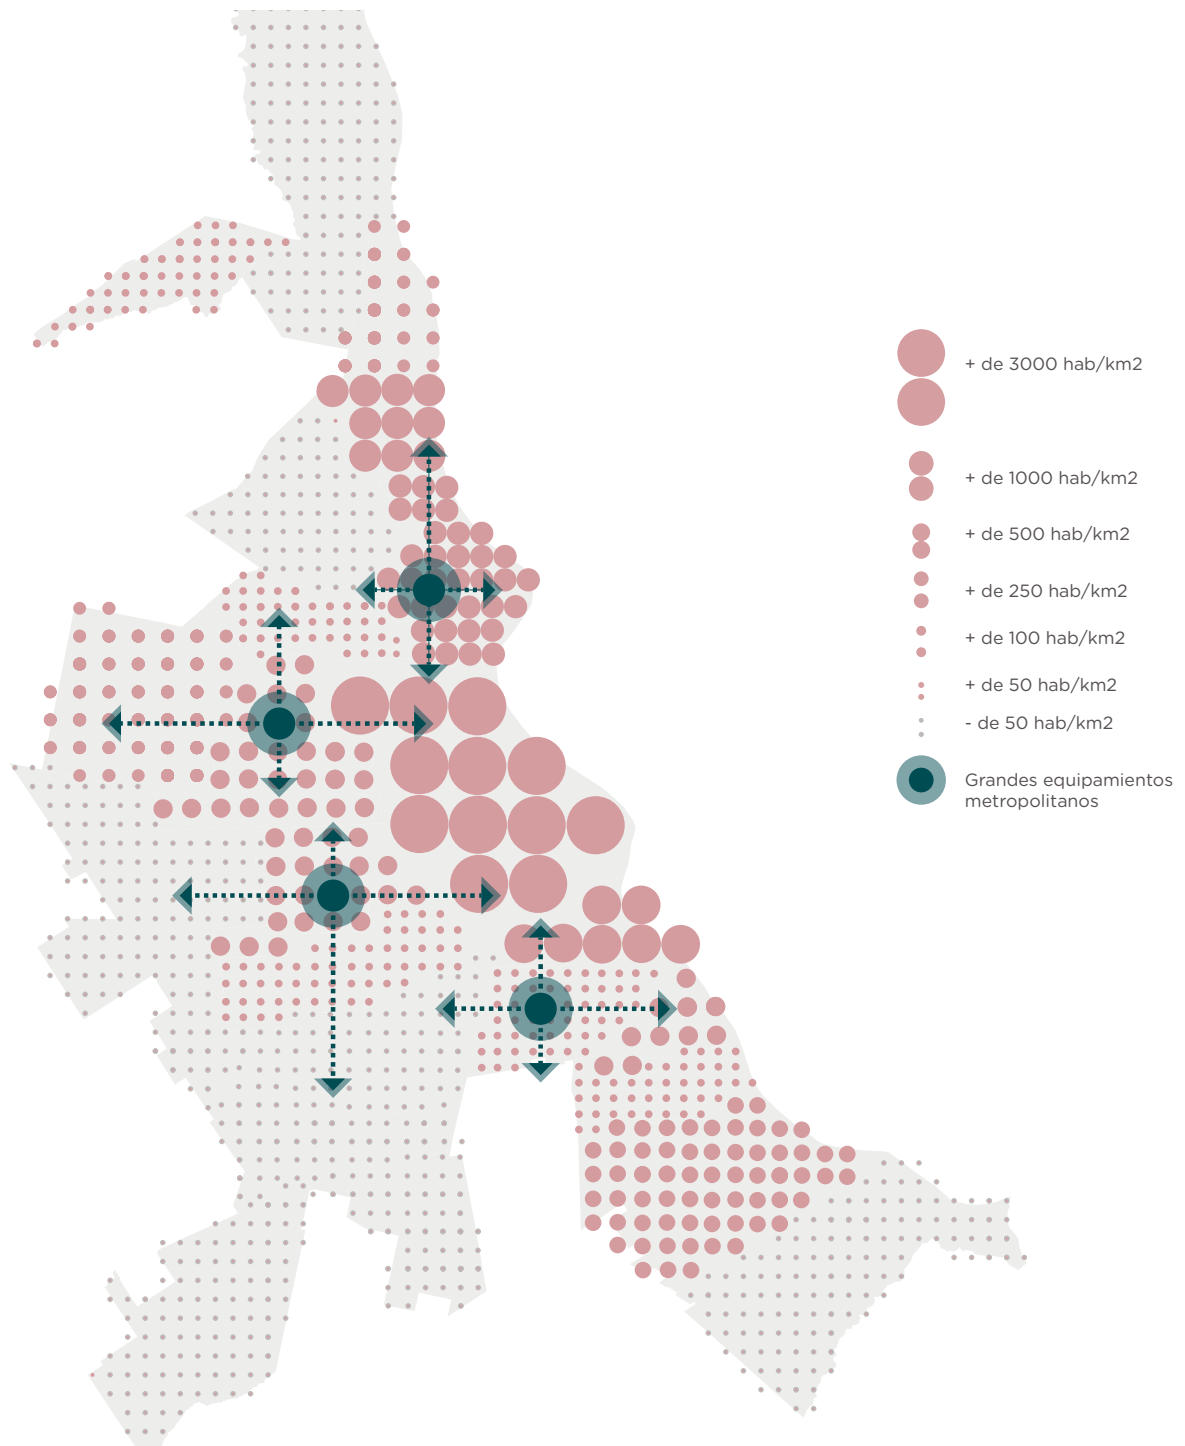 + de 3000 hab/km2
+ de 1000 hab/km2
+ de 500 hab/km2
+ de 250 hab/km2
+ de 100 hab/km2
+ de 50 hab/km2
- de 50 hab/km2
Grandes equipamientos
metropolitanos